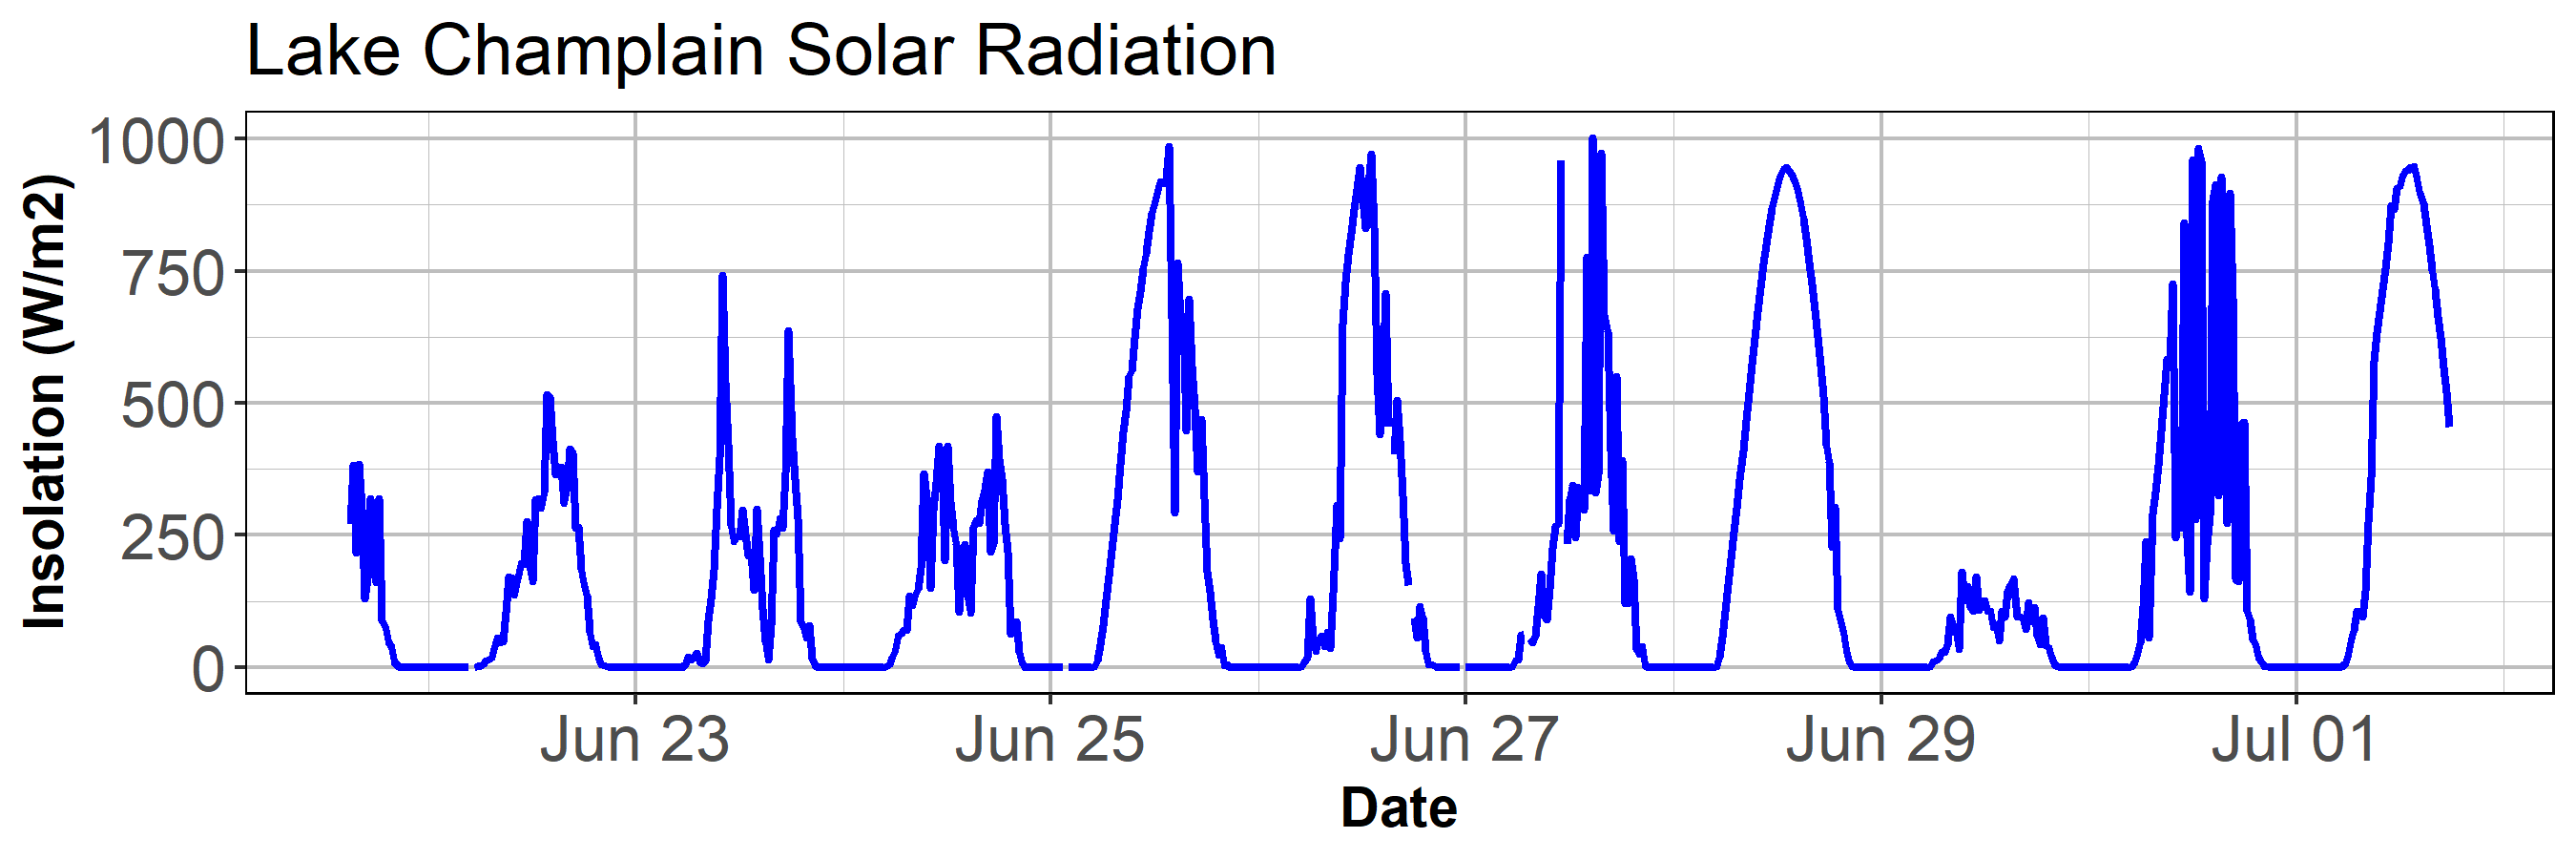 Lake Champlain Solar Radiation
Insolation (W/m2)
1000
750
500
250
0
Jun 23 Jun 25 Jun 27 Jun 29 Jul 01
Date